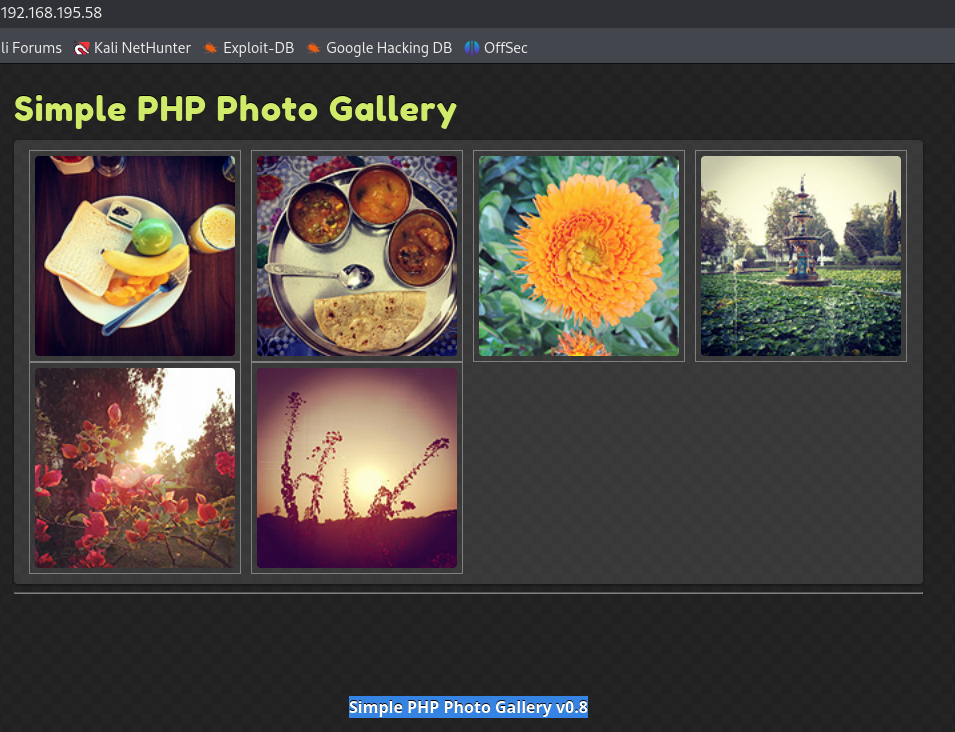 192.168.195.58
li Forums Kali NetHunter Exploit-DB Google Hacking DB OffSec
Simple PHP Photo Gallery
Simple PHP Photo Gallery v0.8